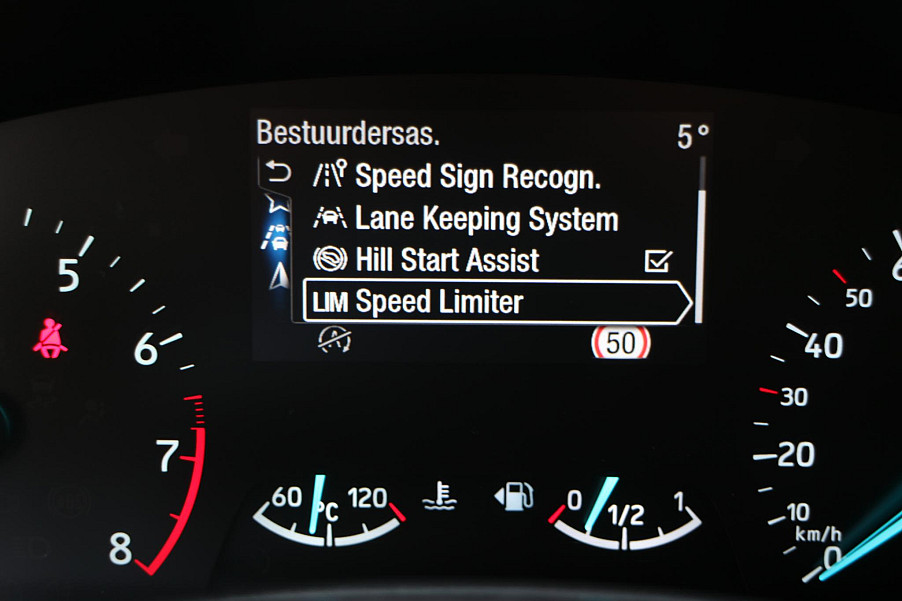 Bestuurdersas. 5°
Speed Sign Recogn.
Lane Keeping System
Hill Start Assist
LIM Speed Limiter
A 50
5
6
7
8
60 °C 120
0 1/2 1
50
40
30
20
10
km/h
0